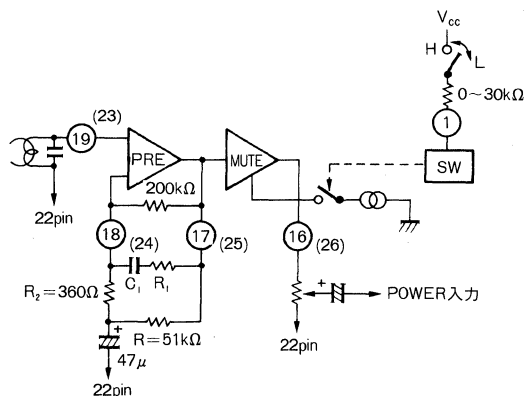 Vcc
H
L
0~30kΩ
1
SW
19 (23)
PRE
MUTE
200kΩ
22pin
18 (24)
17 (25)
16 (26)
C₁ R₁
R₂=360Ω
R=51kΩ
+
47μ
22pin
+
POWER入力
22pin